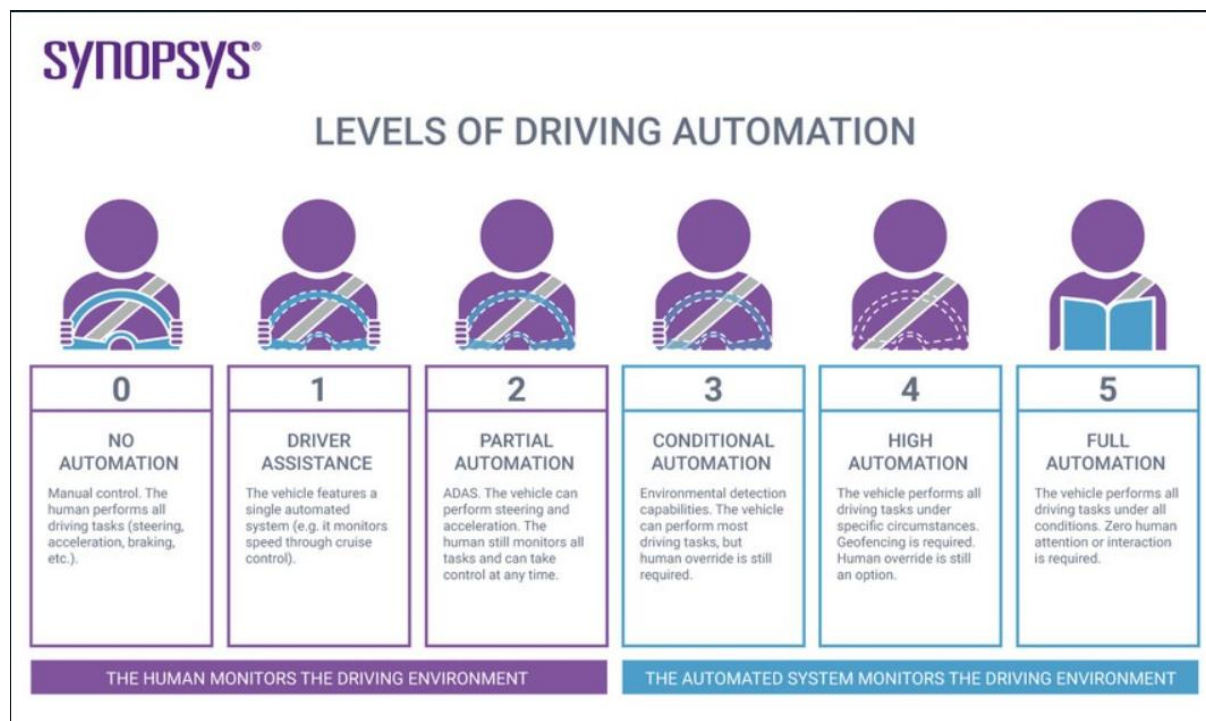 SYNOPSYS®
LEVELS OF DRIVING AUTOMATION
0
NO
AUTOMATION
Manual control. The
human performs all
driving tasks (steering,
acceleration, braking,
etc.).
1
DRIVER
ASSISTANCE
The vehicle features a
single automated
system (e.g. it monitors
speed through cruise
control).
2
PARTIAL
AUTOMATION
ADAS. The vehicle can
perform steering and
acceleration. The
human still monitors all
tasks and can take
control at any time.
3
CONDITIONAL
AUTOMATION
Environmental detection
capabilities. The vehicle
can perform most
driving tasks, but
human override is still
required.
4
HIGH
AUTOMATION
The vehicle performs all
driving tasks under
specific circumstances.
Geofencing is required.
Human override is still
an option.
5
FULL
AUTOMATION
The vehicle performs all
driving tasks under all
conditions. Zero human
attention or interaction
is required.
THE HUMAN MONITORS THE DRIVING ENVIRONMENT
THE AUTOMATED SYSTEM MONITORS THE DRIVING ENVIRONMENT